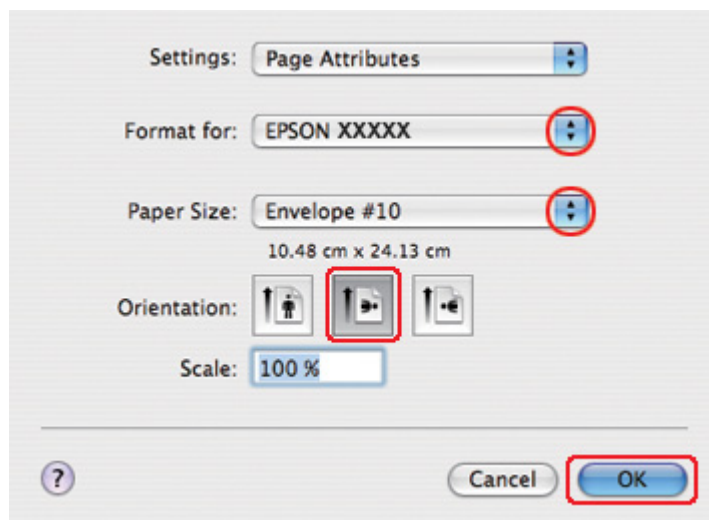 Settings: Page Attributes
Format for: EPSON XXXXX
Paper Size: Envelope #10
10.48 cm x 24.13 cm
Orientation:
Scale: 100 %
? Cancel OK